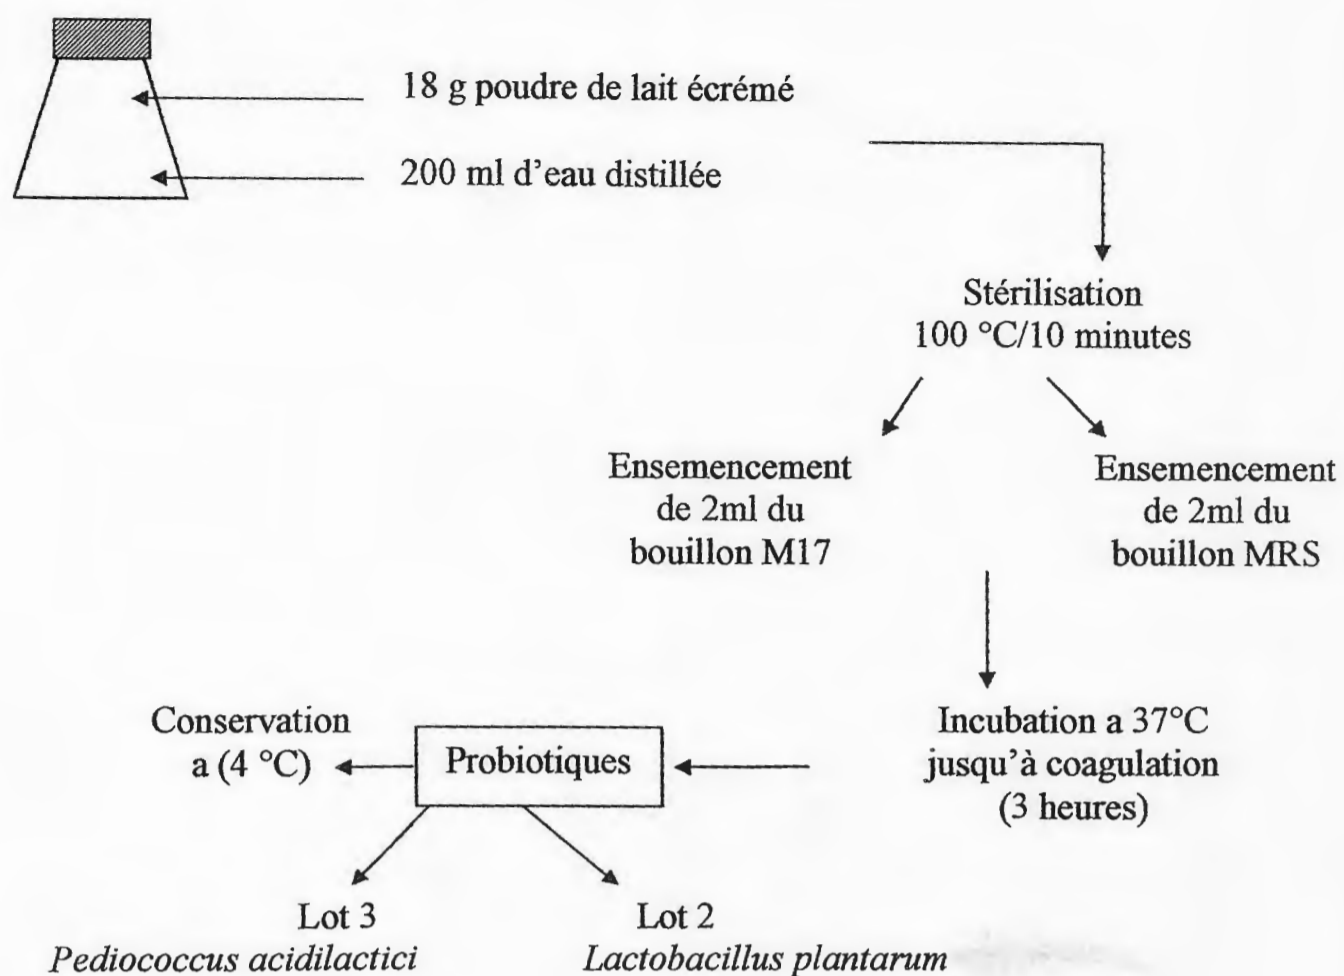 18 g poudre de lait écrémé
200 ml d'eau distillée
Stérilisation
100 °C/10 minutes
Ensemencement
de 2ml du
bouillon M17
Ensemencement
de 2ml du
bouillon MRS
Incubation a 37°C
jusqu'à coagulation
(3 heures)
Probiotiques
Conservation
a (4 °C)
Lot 3
Pediococcus acidilactici
Lot 2
Lactobacillus plantarum